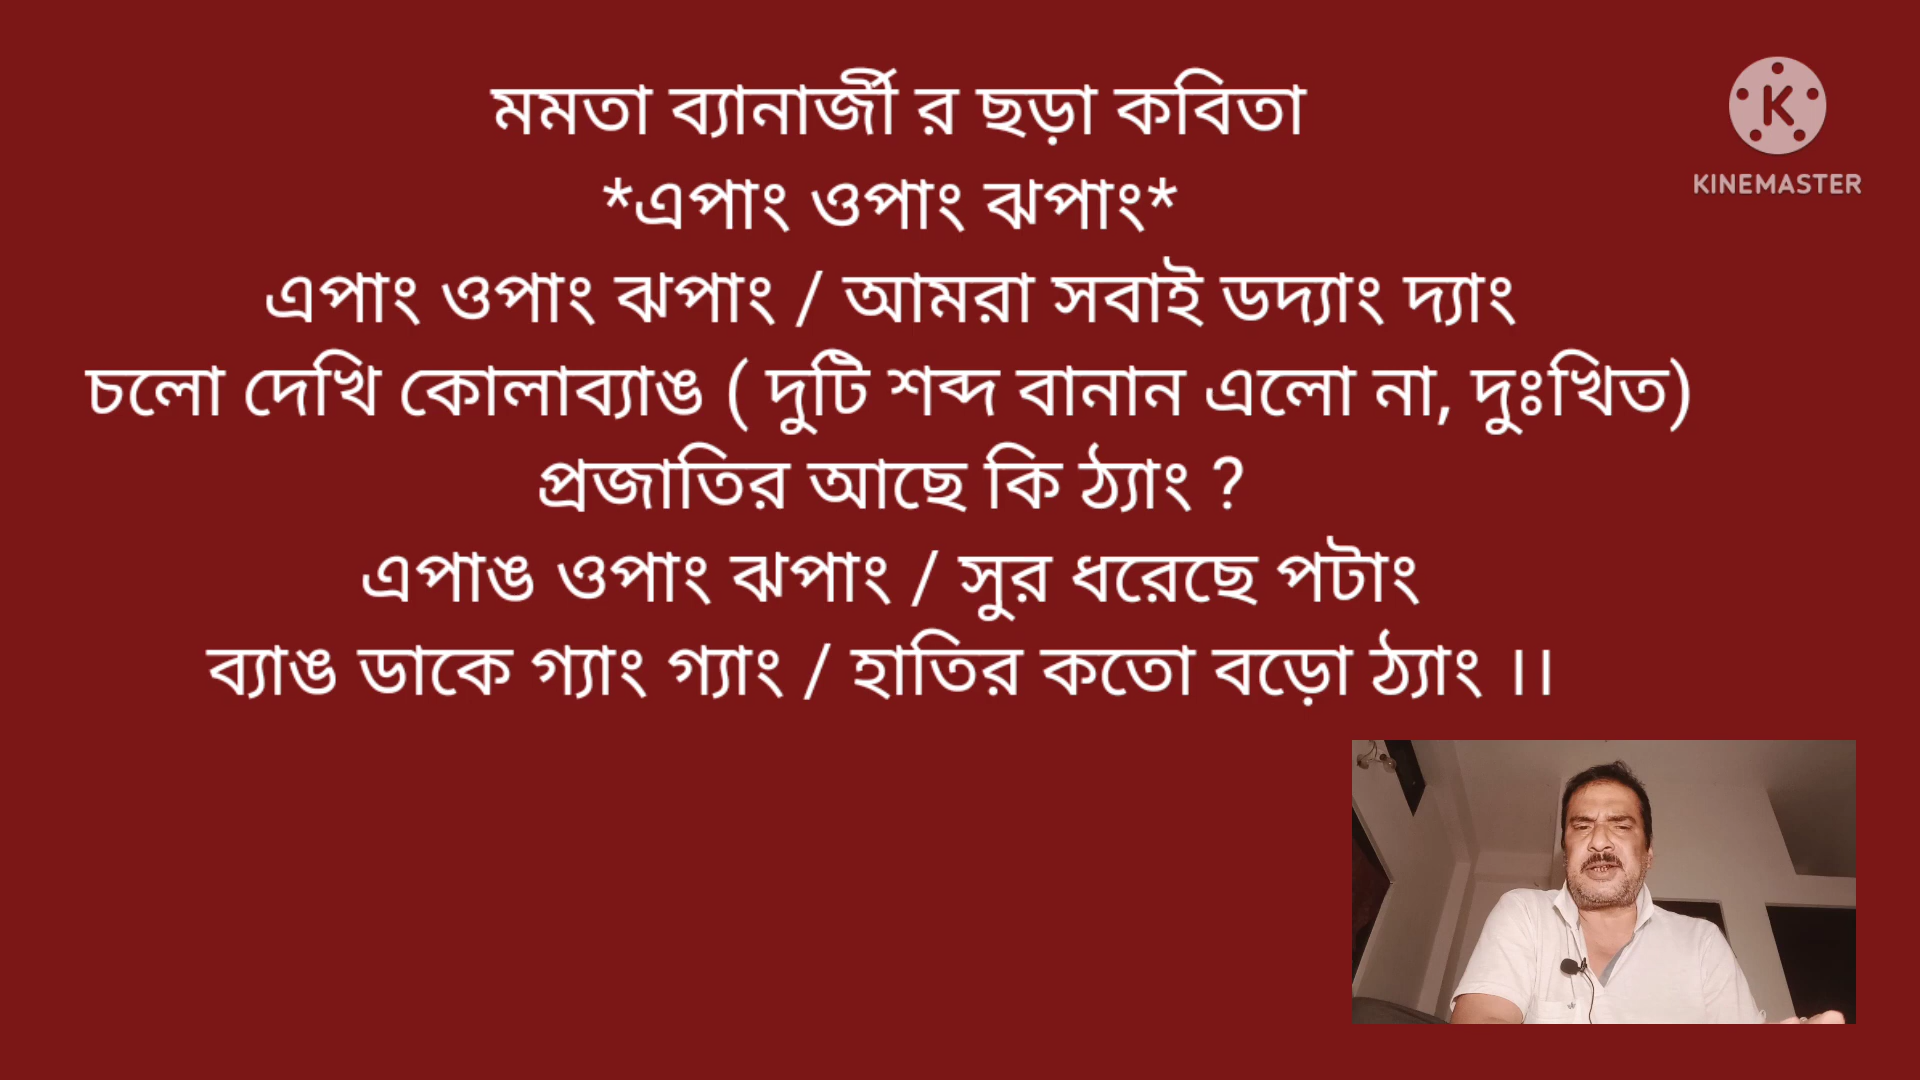 মমতা ব্যানার্জী র ছড়া কবিতা
*এপাং ওপাং ঝপাং*
এপাং ওপাং ঝপাং / আমরা সবাই ডদ্যাং দ্যাং
চলো দেখি কোলাব্যাঙ ( দুটি শব্দ বানান এলো না, দুঃখিত)
প্রজাতির আছে কি ঠ্যাং ?
এপাঙ ওপাং ঝপাং / সুর ধরেছে পটাং
ব্যাঙ ডাকে গ্যাং গ্যাং / হাতির কতো বড়ো ঠ্যাং ।।
K
KINEMASTER